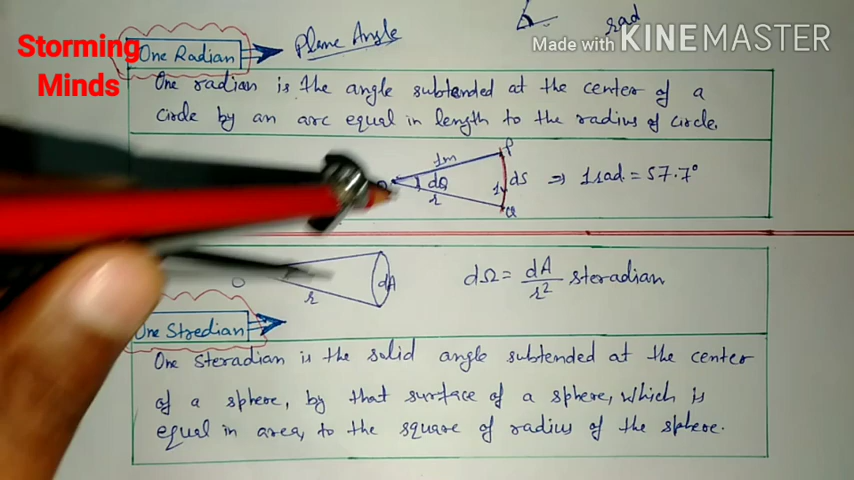 rad
Made with KINEMASTER
Storming
Minds
One Radian
Plane Angle
One radian is the angle subtended at the center of a
circle by an arc equal in length to the radius of circle.
1m
P
dθ
r
1m
dS
Q
⇒ 1 rad = 57.7°
O
r
dA
dΩ = dA/r² steradian
One Stredian
One Steradian is the solid angle subtended at the center
of a sphere, by that surface of a sphere, which is
equal in area, to the square of radius of the sphere.